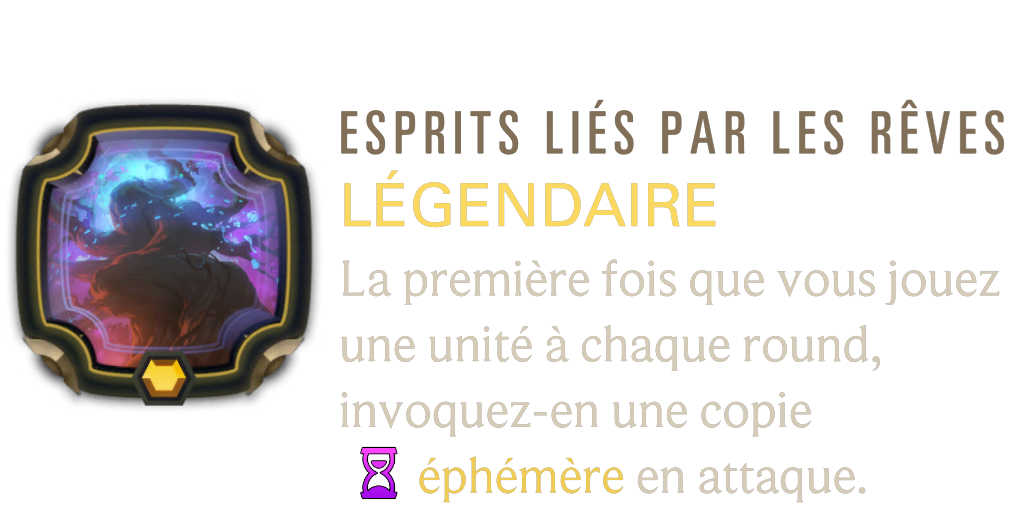 ESPRITS LIÉS PAR LES RÊVES
LÉGENDAIRE
La première fois que vous jouez
une unité à chaque round,
invoquez-en une copie
éphémère en attaque.